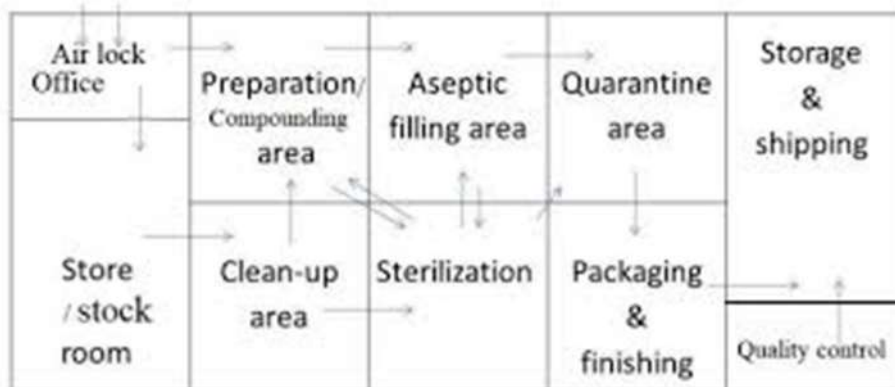 Air lock
Office
Preparation/
Compounding
area
Aseptic
filling area
Quarantine
area
Storage
&
shipping
Store
/ stock
room
Clean-up
area
Sterilization
Packaging
&
finishing
Quality control